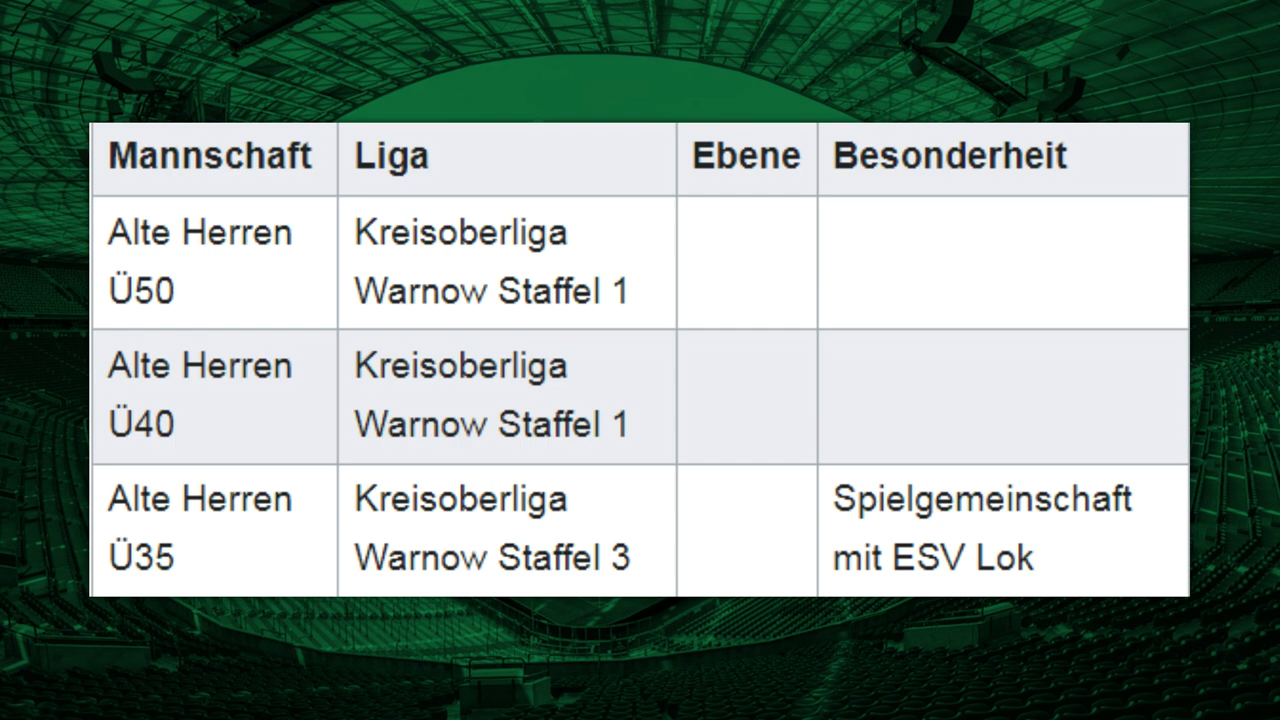 Mannschaft Liga Ebene Besonderheit
Alte Herren Kreisoberliga
Ü50 Warnow Staffel 1
Alte Herren Kreisoberliga
Ü40 Warnow Staffel 1
Alte Herren Kreisoberliga Spielgemeinschaft
Ü35 Warnow Staffel 3 mit ESV Lok